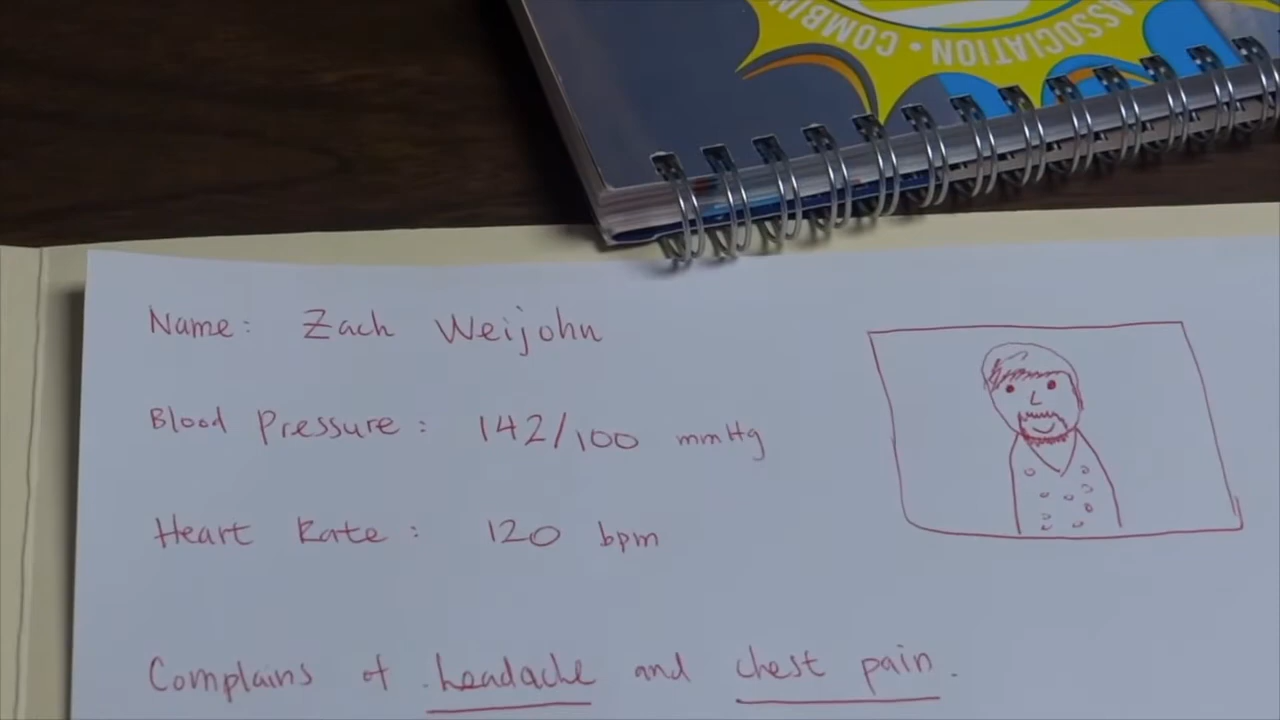 ASSOCIATION • COMBIN
Name: Zach Weijohn
Blood Pressure: 142/100 mmHg
Heart Rate: 120 bpm
Complains of headache and chest pain.